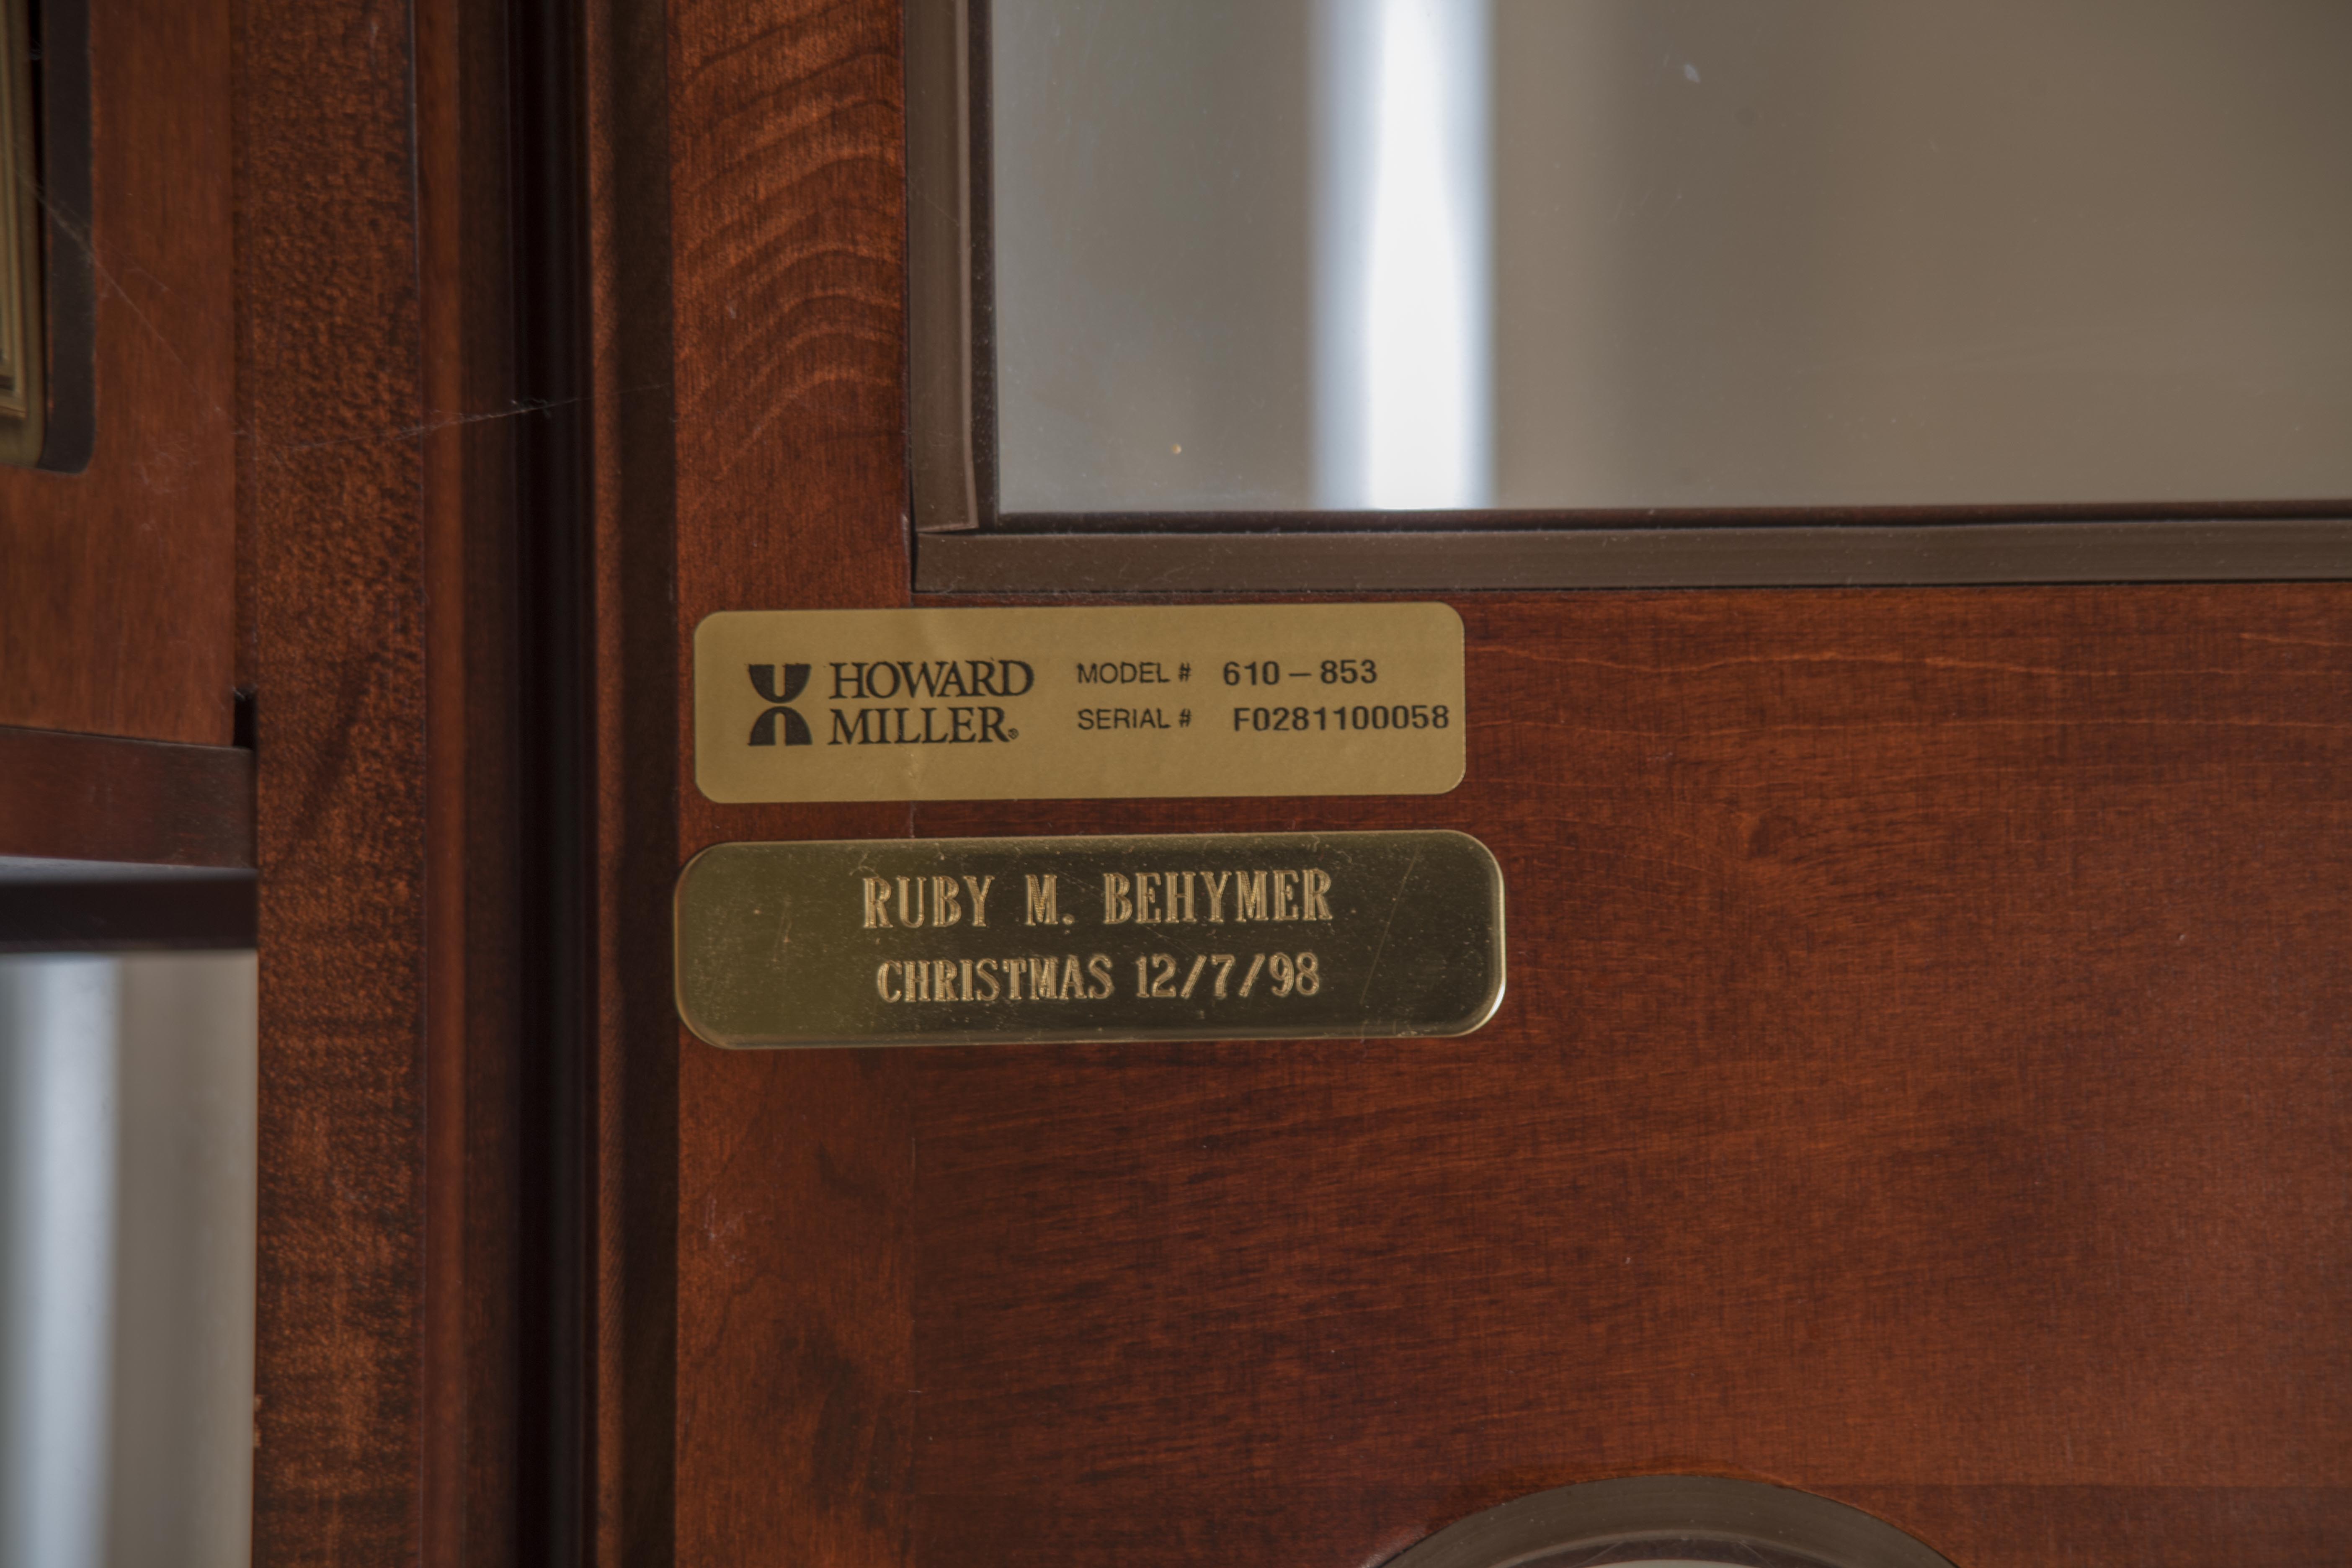 HOWARD MILLER®
MODEL # 610 – 853
SERIAL # F0281100058
RUBY M. BEHYMER
CHRISTMAS 12/7/98